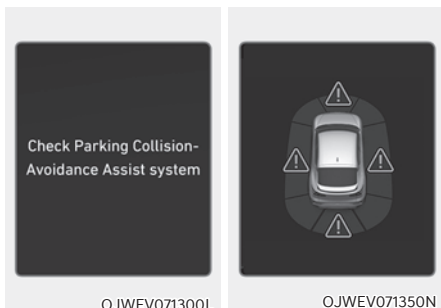 Check Parking Collision-
Avoidance Assist system
OJWEV071300L
OJWEV071350N